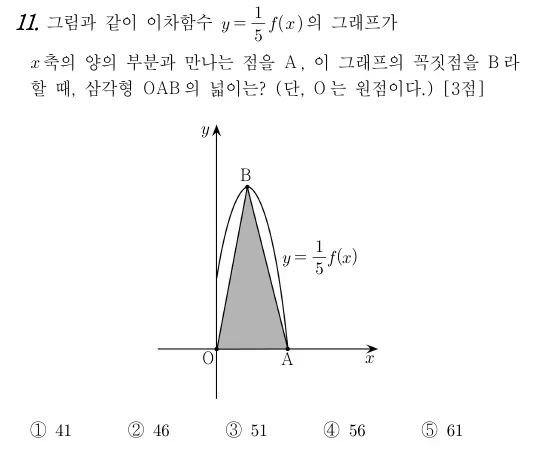 11. 그림과 같이 이차함수 y = 1/5 f(x)의 그래프가
x축의 양의 부분과 만나는 점을 A, 이 그래프의 꼭짓점을 B라
할 때, 삼각형 OAB의 넓이는? (단, O는 원점이다.) [3점]
y
B
y = 1/5 f(x)
O
A
x
① 41 ② 46 ③ 51 ④ 56 ⑤ 61